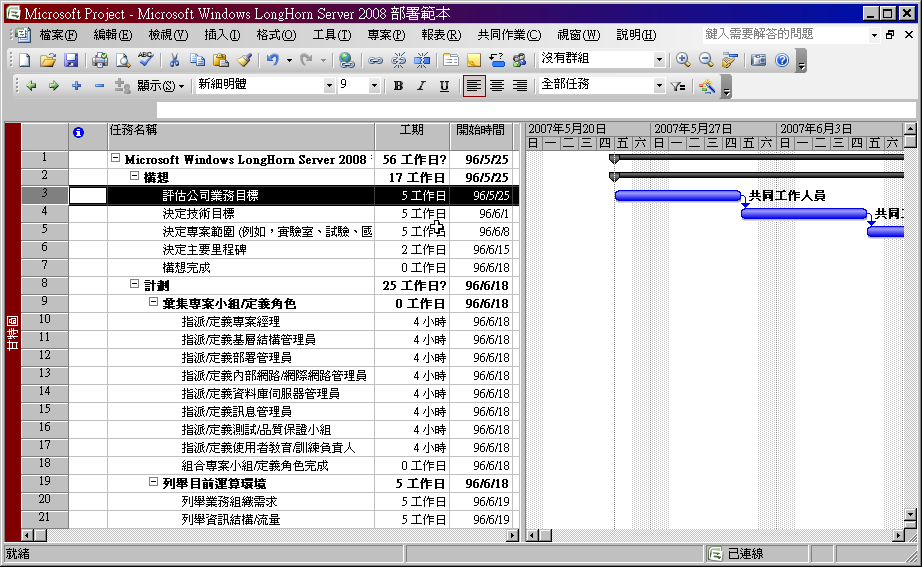 Microsoft Project - Microsoft Windows LongHorn Server 2008 部署範本
檔案(F) 編輯(E) 檢視(V) 插入(I) 格式(O) 工具(T) 專案(P) 報表(R) 共同作業(C) 視窗(W) 說明(H) 鍵入需要解答的問題
沒有群組
顯示(S) 新細明體 9 B I U 全部任務
任務名稱 工期 開始時間 2007年5月20日 2007年5月27日 2007年6月3日
日 一 二 三 四 五 六 日 一 二 三 四 五 六 日 一 二 三 四 五 六
1 Microsoft Windows LongHorn Server 2008 56 工作日? 96/5/25
2 構想 17 工作日 96/5/25
3 評估公司業務目標 5 工作日 96/5/25 共同工作人員
4 決定技術目標 5 工作日 96/6/1 共同工
5 決定專案範圍 (例如，實驗室、試驗、國 5 工作日 96/6/8
6 決定主要里程碑 2 工作日 96/6/15
7 構想完成 0 工作日 96/6/18
8 計劃 25 工作日? 96/6/18
9 彙集專案小組/定義角色 0 工作日 96/6/18
10 指派/定義專案經理 4 小時 96/6/18
11 指派/定義基層結構管理員 4 小時 96/6/18
12 指派/定義部署管理員 4 小時 96/6/18
13 指派/定義內部網路/網際網路管理員 4 小時 96/6/18
14 指派/定義資料庫伺服器管理員 4 小時 96/6/18
15 指派/定義訊息管理員 4 小時 96/6/18
16 指派/定義測試/品質保證小組 4 小時 96/6/18
17 指派/定義使用者教育/訓練負責人 4 小時 96/6/18
18 組合專案小組/定義角色完成 0 工作日 96/6/18
19 列舉目前運算環境 5 工作日 96/6/18
20 列舉業務組織需求 5 工作日 96/6/19
21 列舉資訊結構/流量 5 工作日 96/6/19
甘特圖
就緒 已連線